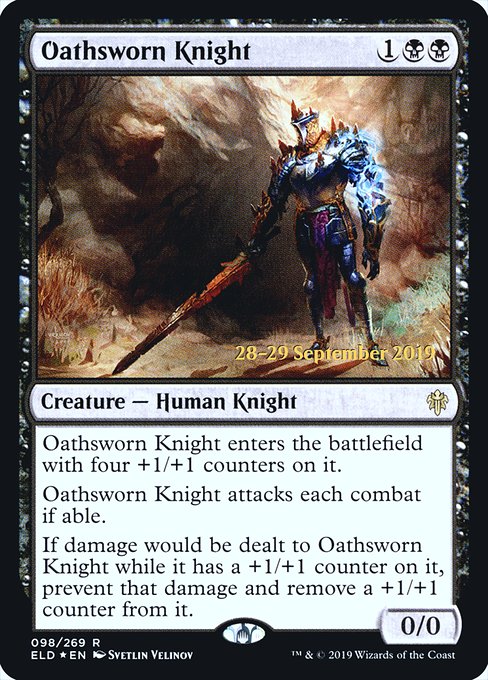 Oathsworn Knight 1
28-29 September 2019
Creature — Human Knight
Oathsworn Knight enters the battlefield
with four +1/+1 counters on it.
Oathsworn Knight attacks each combat
if able.
If damage would be dealt to Oathsworn
Knight while it has a +1/+1 counter on it,
prevent that damage and remove a +1/+1
counter from it.
0/0
098/269 R
ELD ★ EN Svetlin Velinov
™ & © 2019 Wizards of the Coast